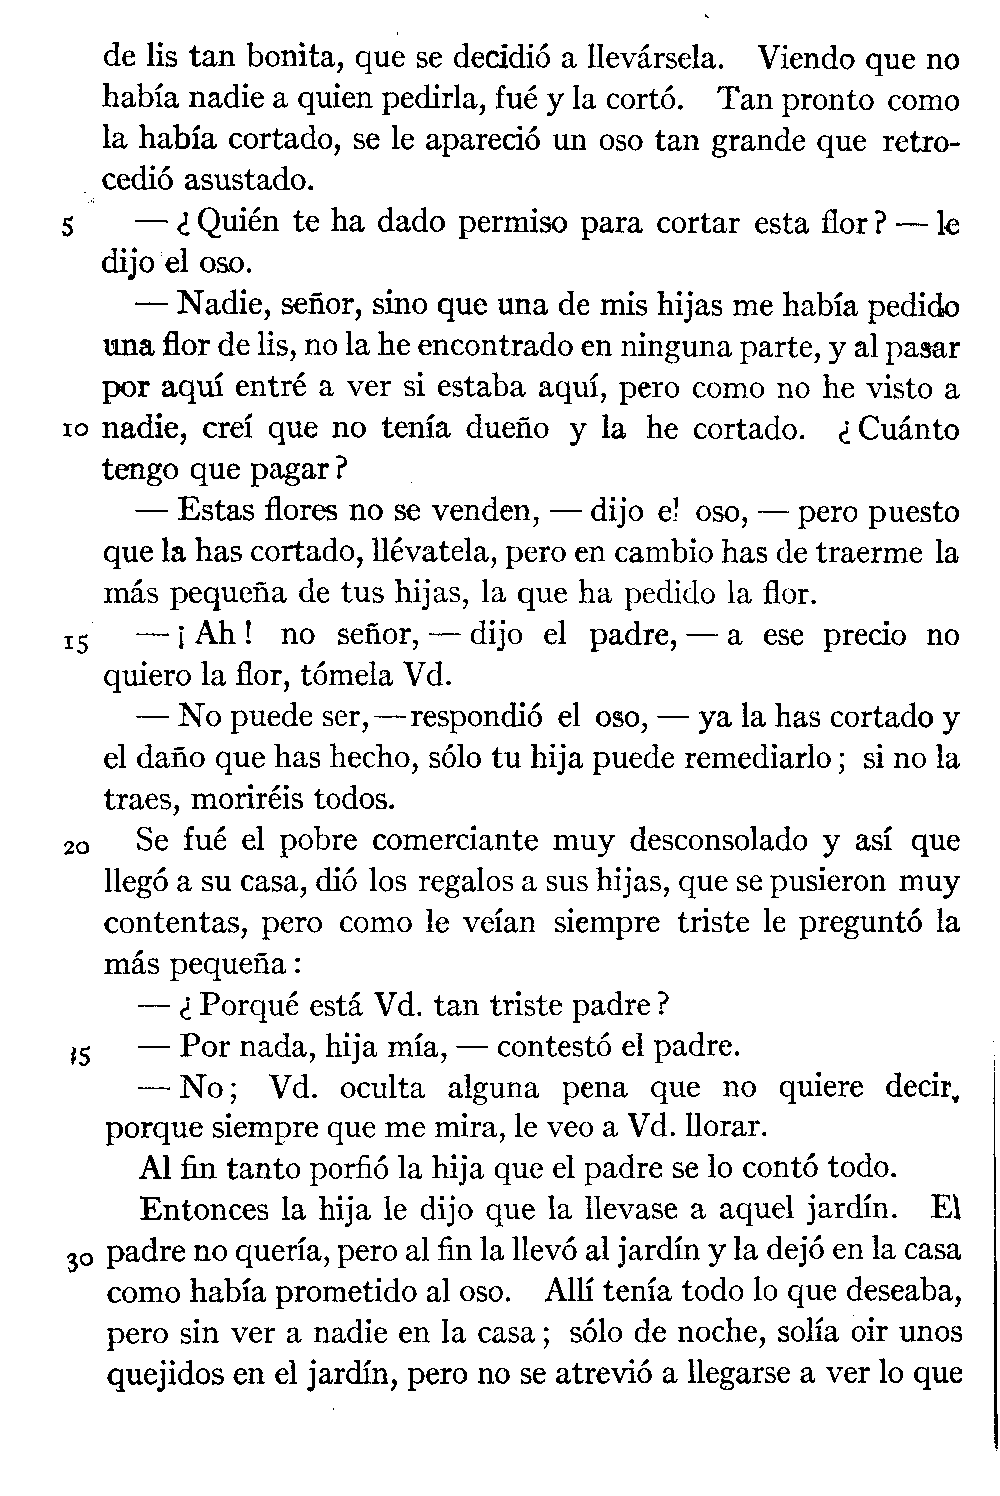 de lis tan bonita, que se decidió a llevársela. Viendo que no
había nadie a quien pedirla, fué y la cortó. Tan pronto como
la había cortado, se le apareció un oso tan grande que retro-
cedió asustado.
5 — ¿Quién te ha dado permiso para cortar esta flor? — le
dijo el oso.
— Nadie, señor, sino que una de mis hijas me había pedido
una flor de lis, no la he encontrado en ninguna parte, y al pasar
por aquí entré a ver si estaba aquí, pero como no he visto a
10 nadie, creí que no tenía dueño y la he cortado. ¿Cuánto
tengo que pagar?
— Estas flores no se venden, — dijo el oso, — pero puesto
que la has cortado, llévatela, pero en cambio has de traerme la
más pequeña de tus hijas, la que ha pedido la flor.
15 — ¡Ah! no señor, — dijo el padre, — a ese precio no
quiero la flor, tómela Vd.
— No puede ser, — respondió el oso, — ya la has cortado y
el daño que has hecho, sólo tu hija puede remediarlo; si no la
traes, moriréis todos.
20 Se fué el pobre comerciante muy desconsolado y así que
llegó a su casa, dió los regalos a sus hijas, que se pusieron muy
contentas, pero como le veían siempre triste le preguntó la
más pequeña:
— ¿Porqué está Vd. tan triste padre?
25 — Por nada, hija mía, — contestó el padre.
— No; Vd. oculta alguna pena que no quiere decir,
porque siempre que me mira, le veo a Vd. llorar.
Al fin tanto porfió la hija que el padre se lo contó todo.
Entonces la hija le dijo que la llevase a aquel jardín. El
30 padre no quería, pero al fin la llevó al jardín y la dejó en la casa
como había prometido al oso. Allí tenía todo lo que deseaba,
pero sin ver a nadie en la casa; sólo de noche, solía oir unos
quejidos en el jardín, pero no se atrevió a llegarse a ver lo que